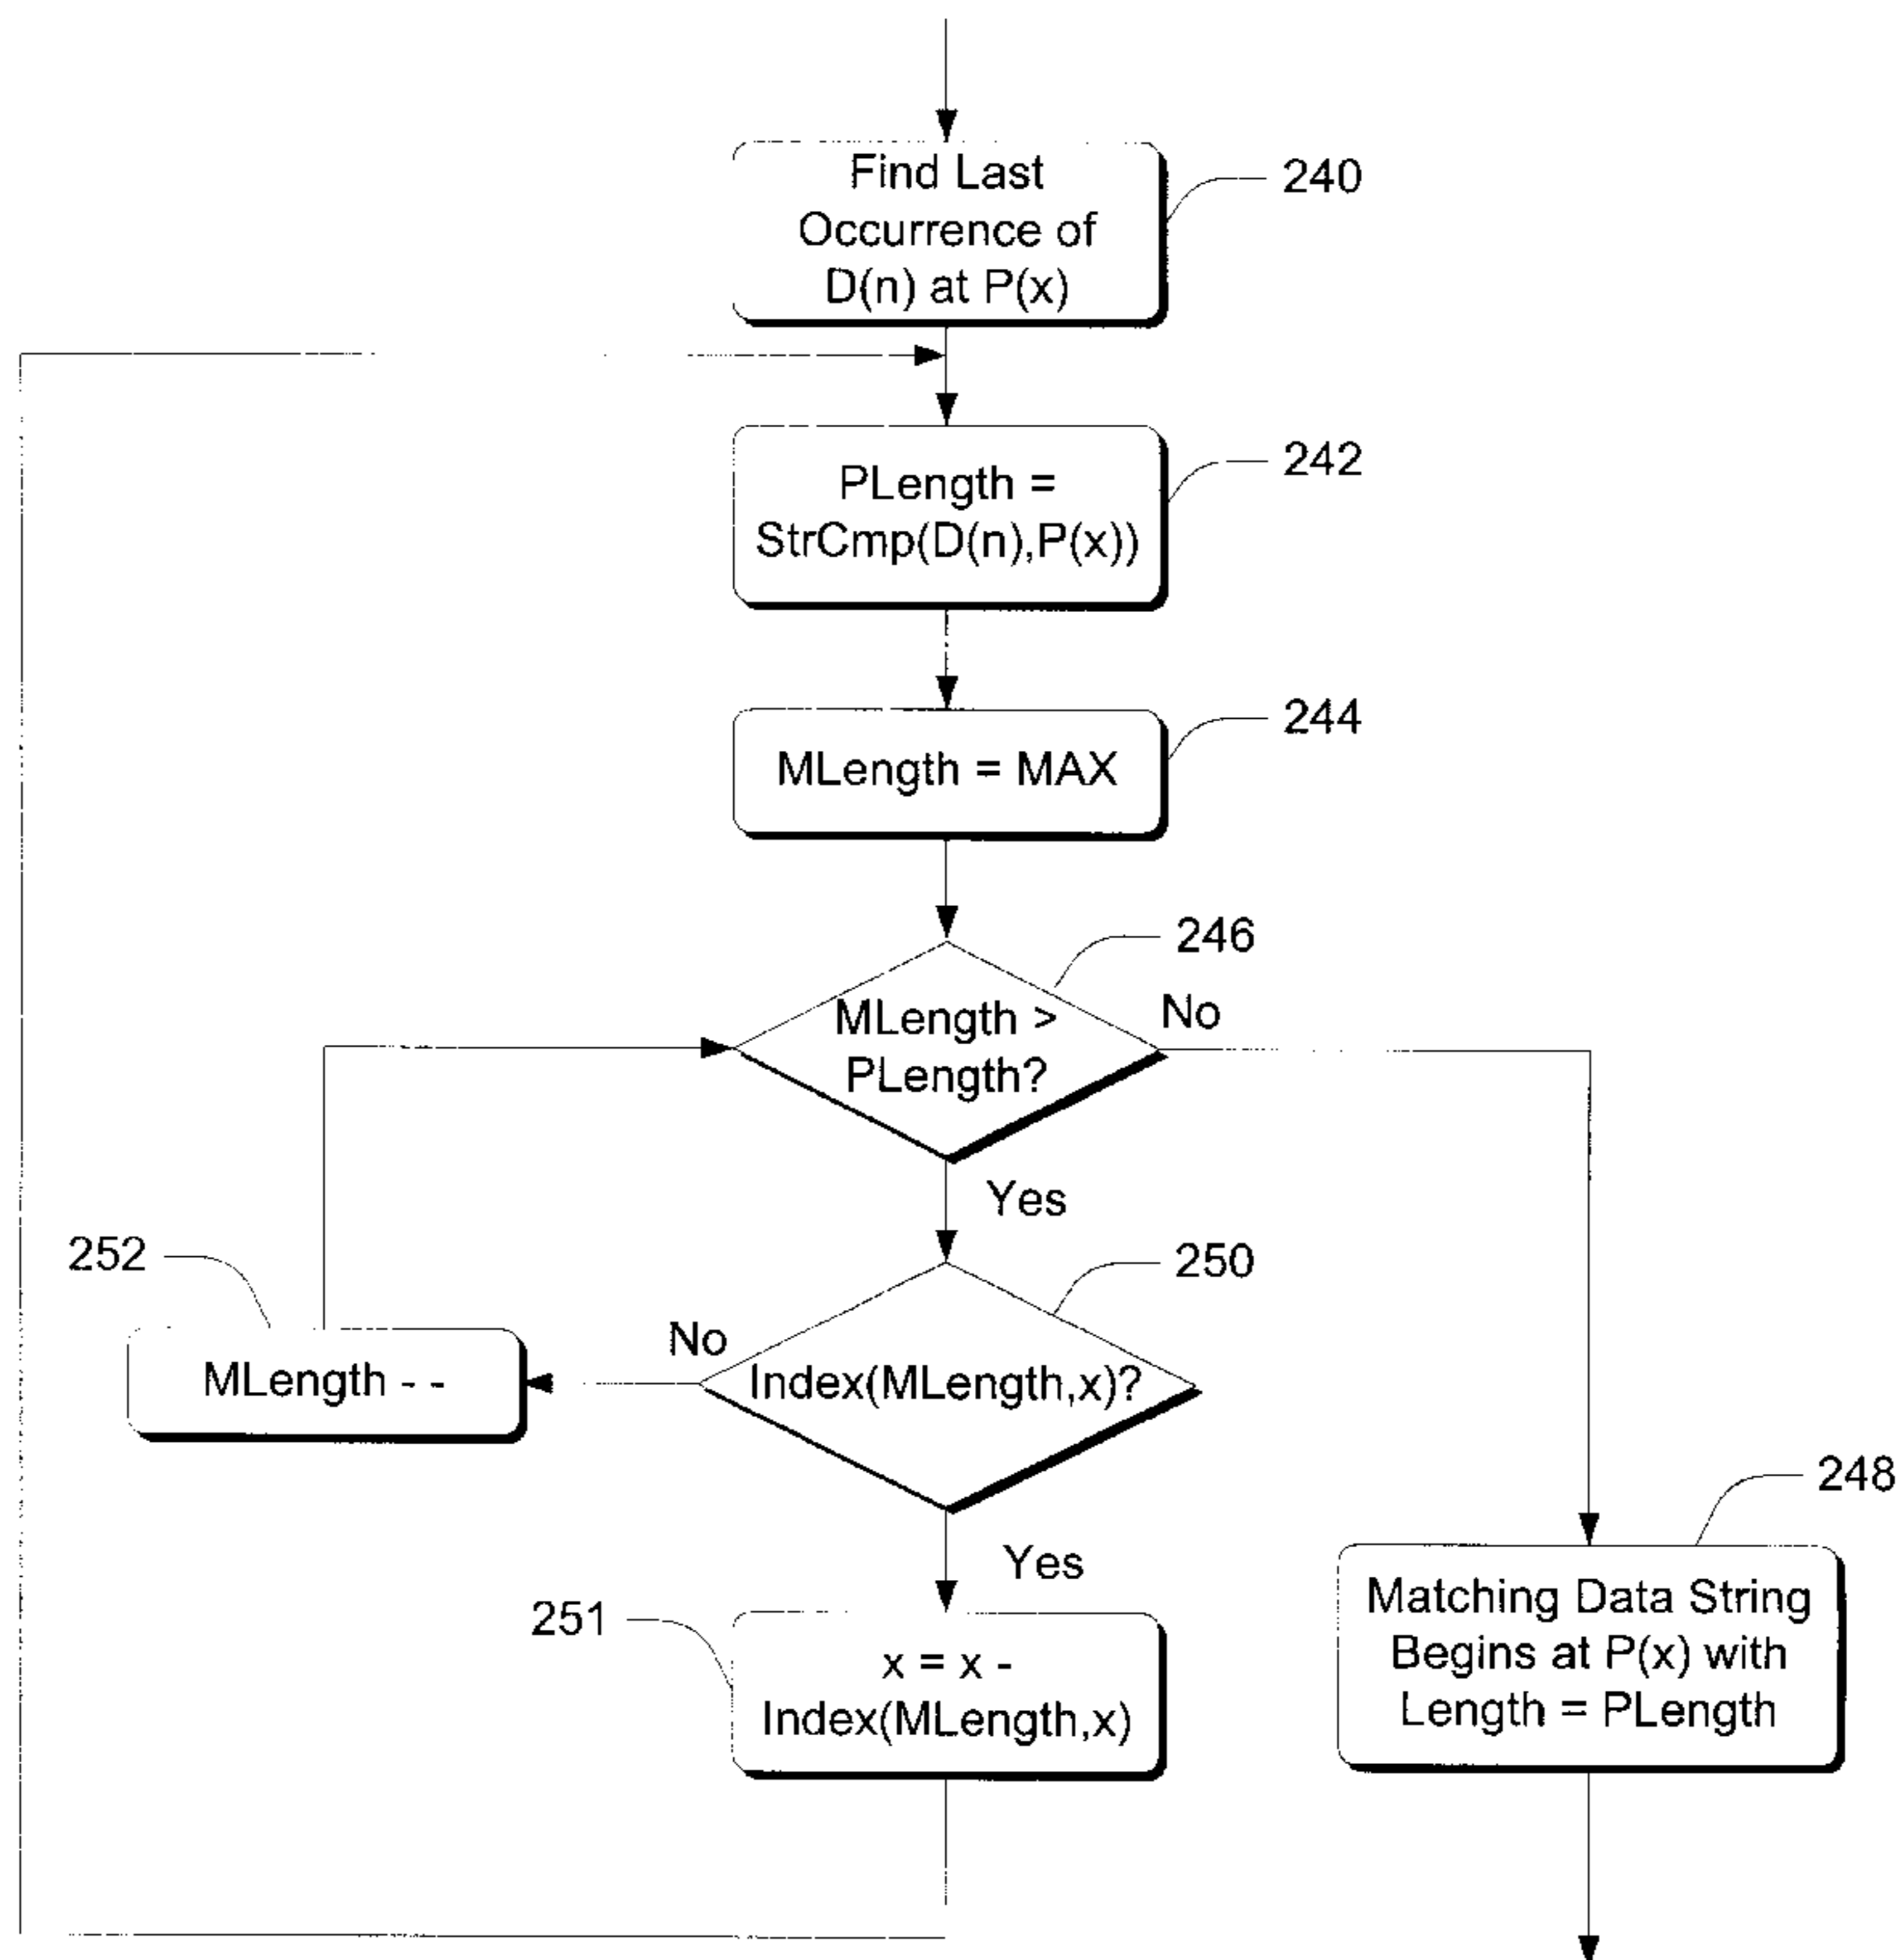 Find Last
Occurrence of
D(n) at P(x)
240
PLength =
StrCmp(D(n),P(x))
242
MLength = MAX
244
246
MLength >
PLength?
No
Yes
252
250
No
MLength - -
Index(MLength,x)?
248
Yes
251
x = x -
Index(MLength,x)
Matching Data String
Begins at P(x) with
Length = PLength